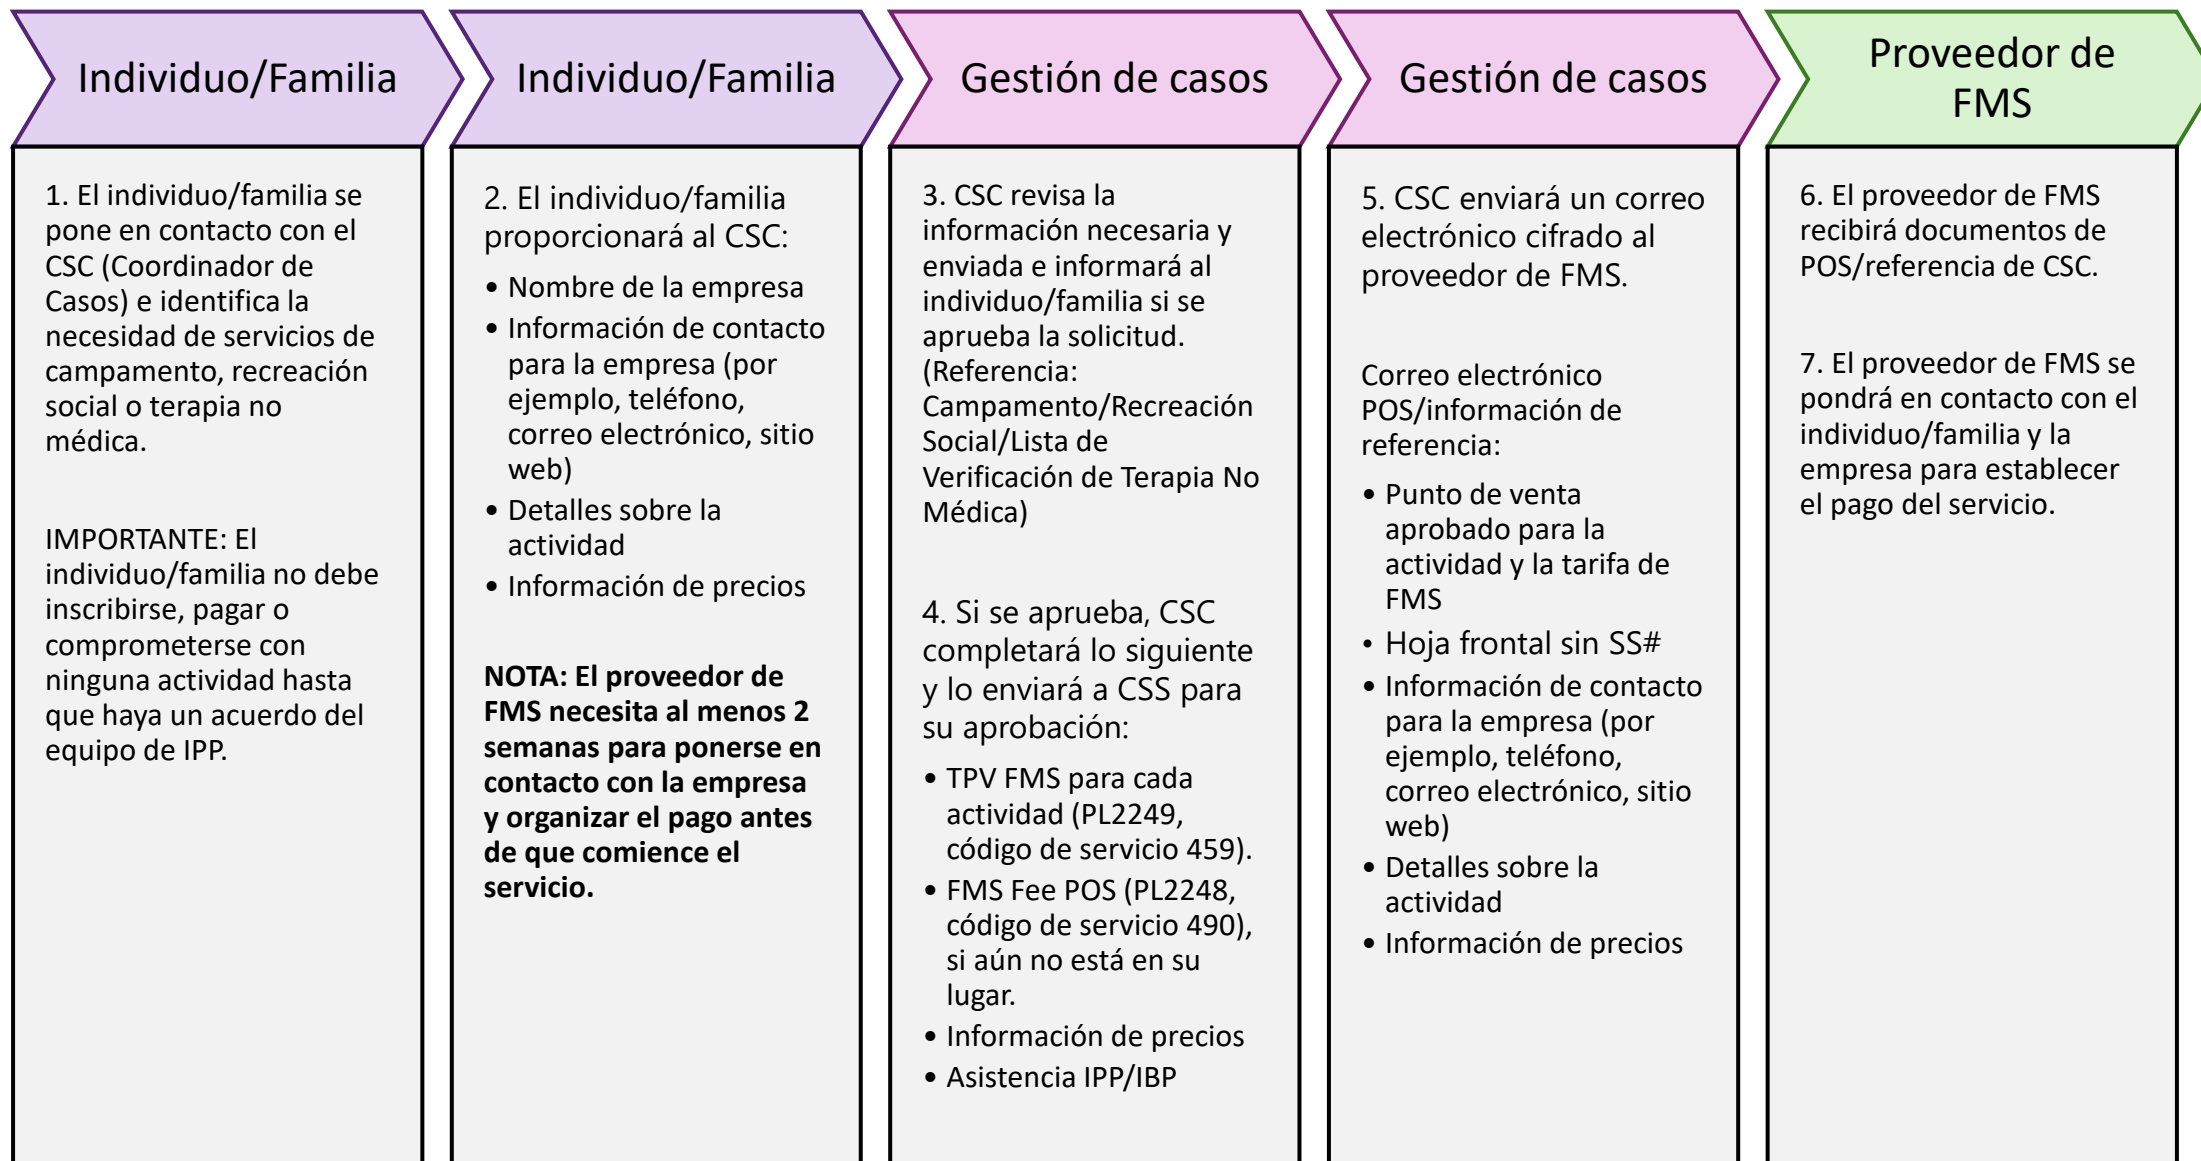 Individuo/Familia
1. El individuo/familia se
pone en contacto con el
CSC (Coordinador de
Casos) e identifica la
necesidad de servicios de
campamento, recreación
social o terapia no
médica.
IMPORTANTE: El
individuo/familia no debe
inscribirse, pagar o
comprometerse con
ninguna actividad hasta
que haya un acuerdo del
equipo de IPP.
Individuo/Familia
2. El individuo/familia
proporcionará al CSC:
• Nombre de la empresa
• Información de contacto
para la empresa (por
ejemplo, teléfono,
correo electrónico, sitio
web)
• Detalles sobre la
actividad
• Información de precios
NOTA: El proveedor de
FMS necesita al menos 2
semanas para ponerse en
contacto con la empresa
y organizar el pago antes
de que comience el
servicio.
Gestión de casos
3. CSC revisa la
información necesaria y
enviada e informará al
individuo/familia si se
aprueba la solicitud.
(Referencia:
Campamento/Recreación
Social/Lista de
Verificación de Terapia No
Médica)
4. Si se aprueba, CSC
completará lo siguiente
y lo enviará a CSS para
su aprobación:
• TPV FMS para cada
actividad (PL2249,
código de servicio 459).
• FMS Fee POS (PL2248,
código de servicio 490),
si aún no está en su
lugar.
• Información de precios
• Asistencia IPP/IBP
Gestión de casos
5. CSC enviará un correo
electrónico cifrado al
proveedor de FMS.
Correo electrónico
POS/información de
referencia:
• Punto de venta
aprobado para la
actividad y la tarifa de
FMS
• Hoja frontal sin SS#
• Información de contacto
para la empresa (por
ejemplo, teléfono,
correo electrónico, sitio
web)
• Detalles sobre la
actividad
• Información de precios
Proveedor de
FMS
6. El proveedor de FMS
recibirá documentos de
POS/referencia de CSC.
7. El proveedor de FMS se
pondrá en contacto con el
individuo/familia y la
empresa para establecer
el pago del servicio.